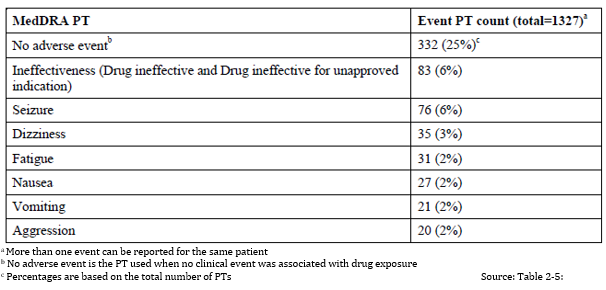 MedDRA PT Event PT count (total=1327)a
No adverse eventb 332 (25%)c
Ineffectiveness (Drug ineffective and Drug ineffective for unapproved 83 (6%)
indication)
Seizure 76 (6%)
Dizziness 35 (3%)
Fatigue 31 (2%)
Nausea 27 (2%)
Vomiting 21 (2%)
Aggression 20 (2%)
a More than one event can be reported for the same patient
b No adverse event is the PT used when no clinical event was associated with drug exposure
c Percentages are based on the total number of PTs Source: Table 2-5: